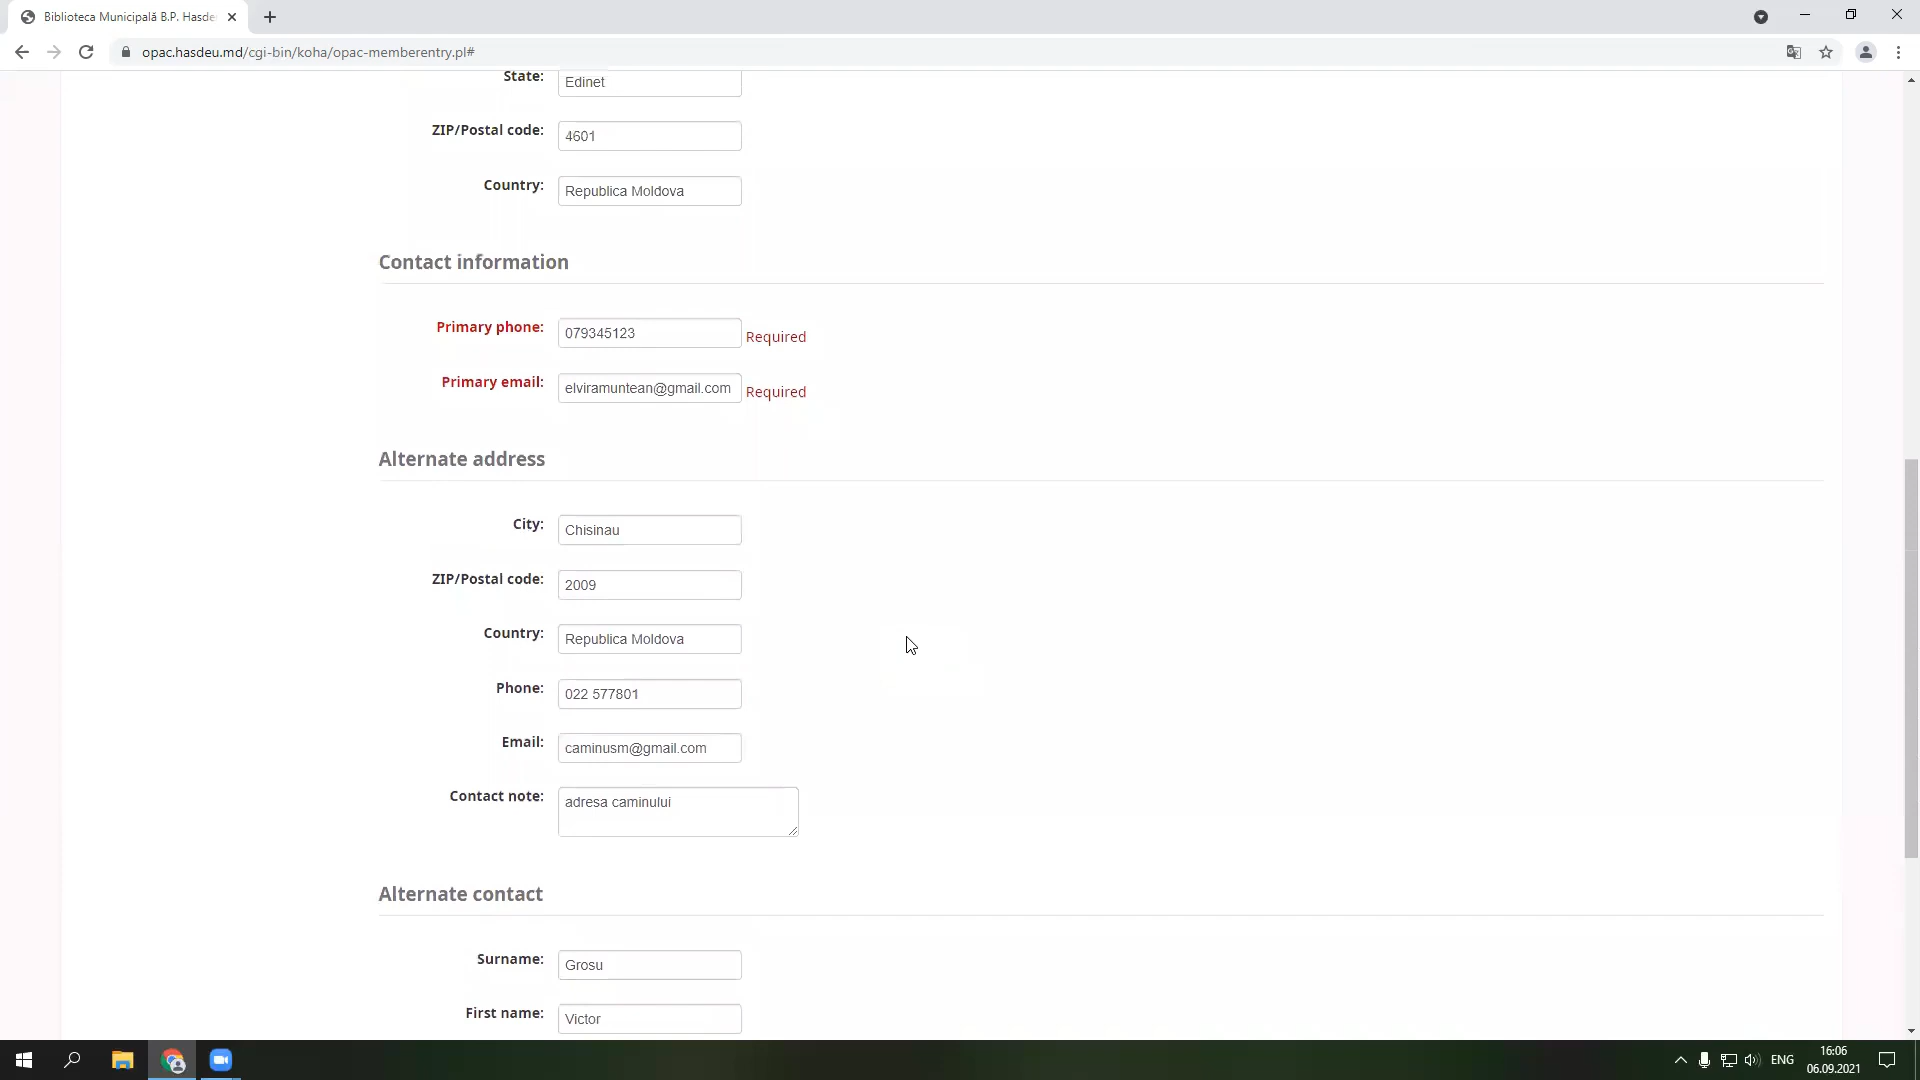 Biblioteca Municipală B.P. Hasde
opac.hasdeu.md/cgi-bin/koha/opac-memberentry.pl#
State: Edinet
ZIP/Postal code: 4601
Country: Republica Moldova
Contact information
Primary phone: 079345123 Required
Primary email: elviramuntean@gmail.com Required
Alternate address
City: Chisinau
ZIP/Postal code: 2009
Country: Republica Moldova
Phone: 022 577801
Email: caminusm@gmail.com
Contact note: adresa caminului
Alternate contact
Surname: Grosu
First name: Victor
ENG
16:06
06.09.2021